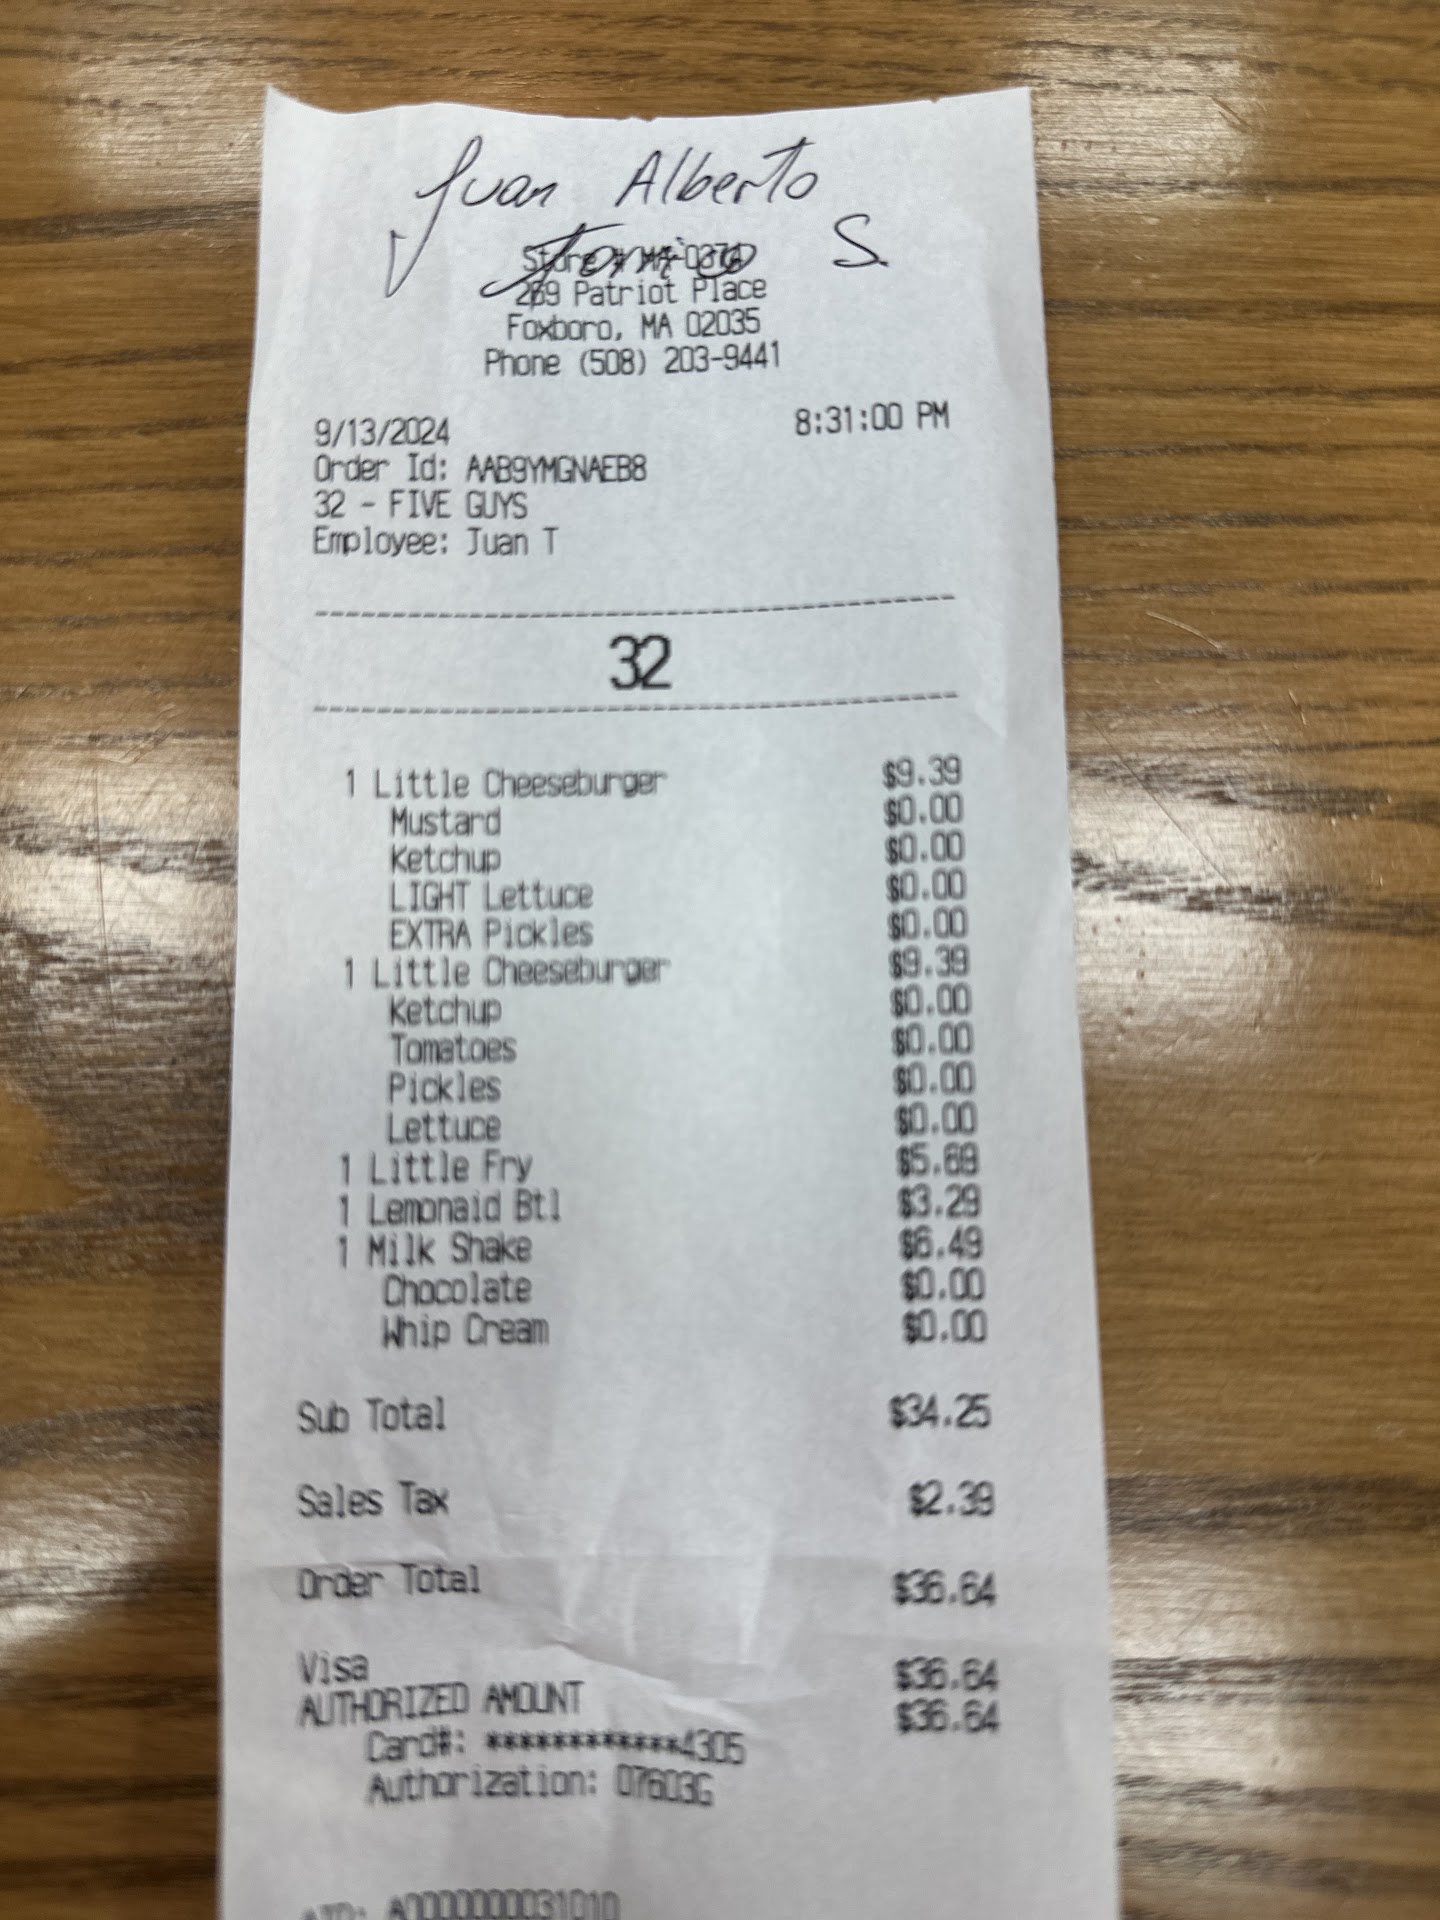 Juan Alberto
S.
Store # MA-0374
269 Patriot Place
Foxboro, MA 02035
Phone (508) 203-9441
9/13/2024 8:31:00 PM
Order Id: AAB9YMGNAEB8
32 - FIVE GUYS
Employee: Juan T
32
1 Little Cheeseburger $9.39
Mustard $0.00
Ketchup $0.00
LIGHT Lettuce $0.00
EXTRA Pickles $0.00
1 Little Cheeseburger $9.39
Ketchup $0.00
Tomatoes $0.00
Pickles $0.00
Lettuce $0.00
1 Little Fry $5.69
1 Lemonaid Btl $3.29
1 Milk Shake $6.49
Chocolate $0.00
Whip Cream $0.00
Sub Total $34.25
Sales Tax $2.39
Order Total $36.64
Visa $36.64
AUTHORIZED AMOUNT $36.64
Card#: ************4305
Authorization: 07603G
A0000000031010